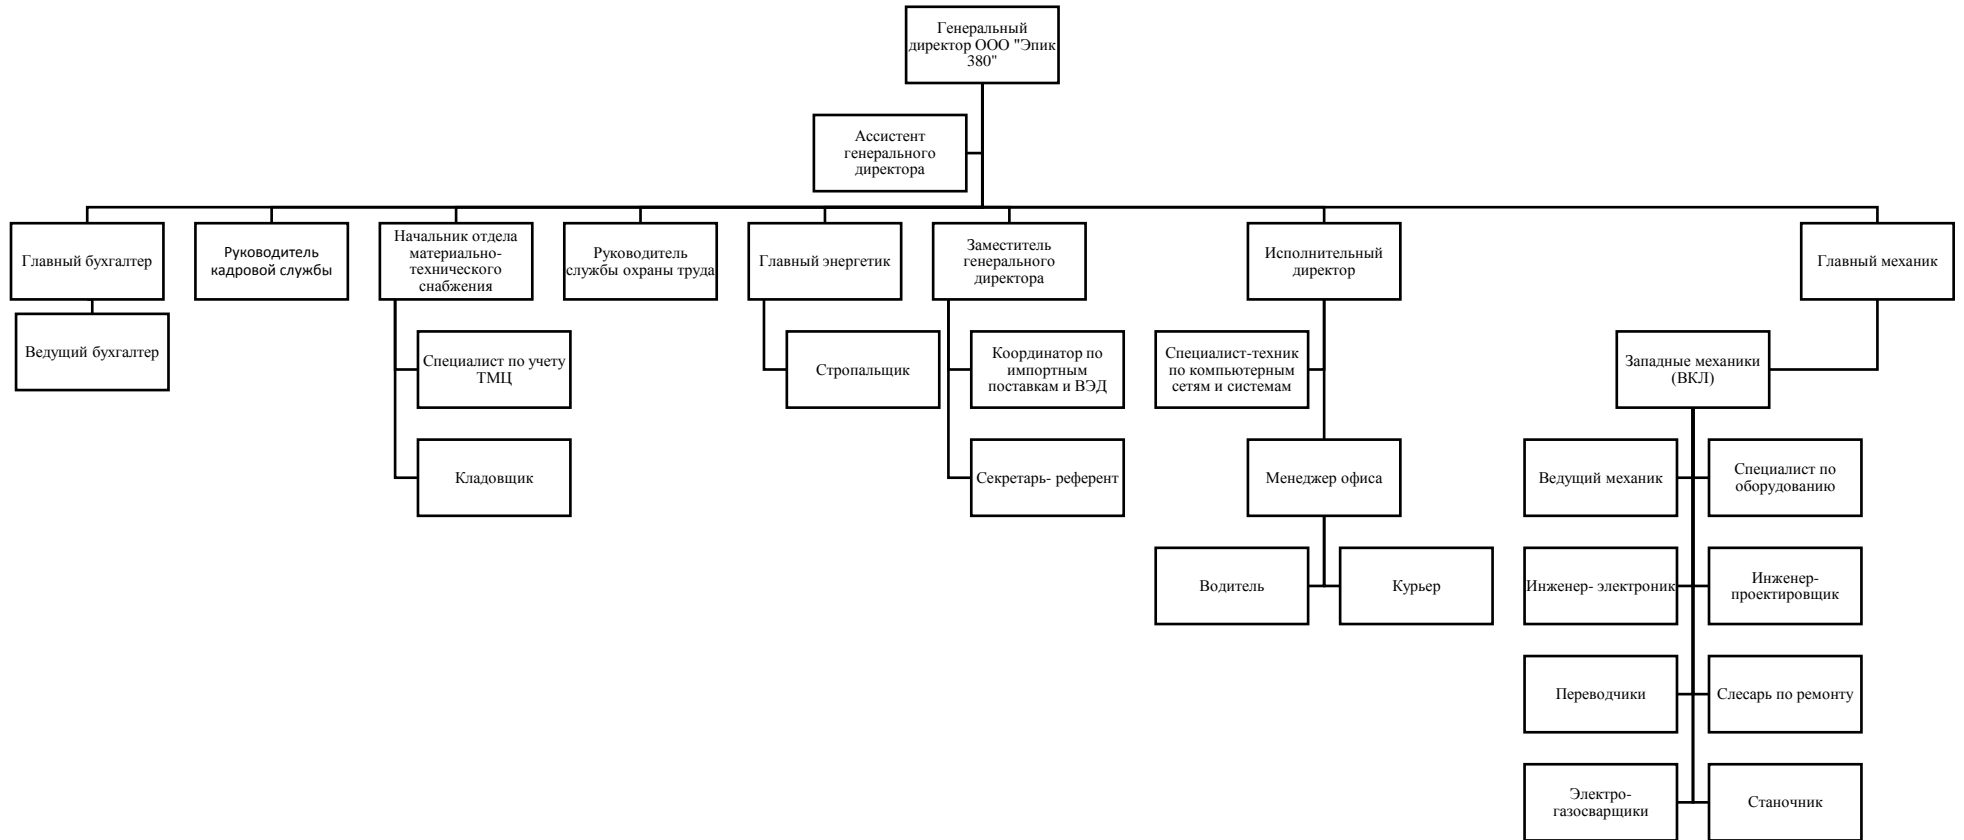 Генеральный
директор ООО "Эпик
380"
Ассистент
генерального
директора
Главный бухгалтер
Руководитель
кадровой службы
Начальник отдела
материально-
технического
снабжения
Руководитель
службы охраны труда
Главный энергетик
Заместитель
генерального
директора
Исполнительный
директор
Главный механик
Ведущий бухгалтер
Специалист по учету
ТМЦ
Стропальщик
Координатор по
импортным
поставкам и ВЭД
Специалист-техник
по компьютерным
сетям и системам
Западные механики
(ВКЛ)
Кладовщик
Секретарь- референт
Менеджер офиса
Ведущий механик
Специалист по
оборудованию
Водитель
Курьер
Инженер- электроник
Инженер-
проектировщик
Переводчики
Слесарь по ремонту
Электро-
газосварщики
Станочник